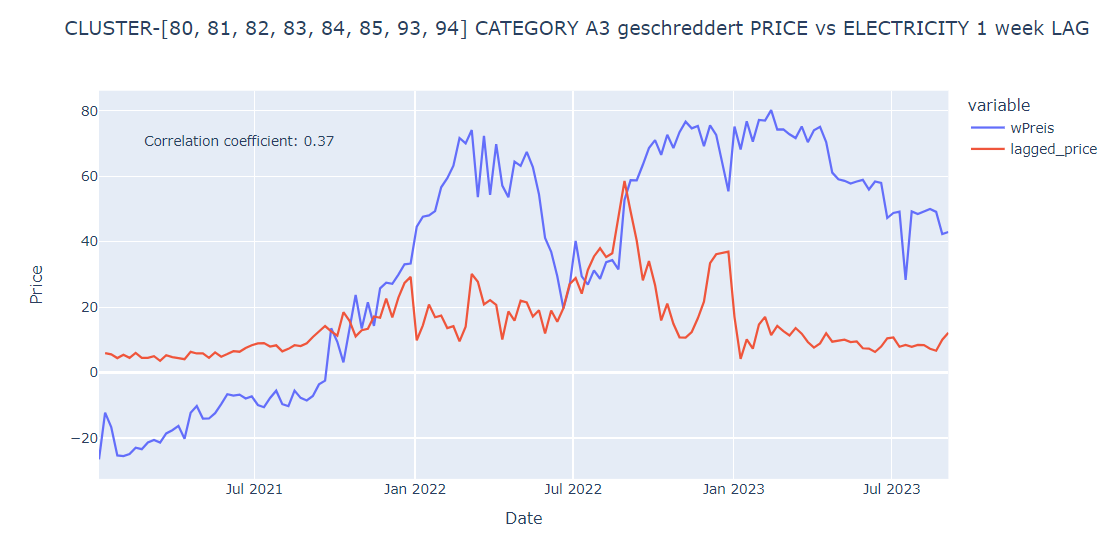 CLUSTER-[80, 81, 82, 83, 84, 85, 93, 94] CATEGORY A3 geschreddert PRICE vs ELECTRICITY 1 week LAG
variable
wPreis
lagged_price
Correlation coefficient: 0.37
Price
80
60
40
20
0
−20
Jul 2021
Jan 2022
Jul 2022
Jan 2023
Jul 2023
Date